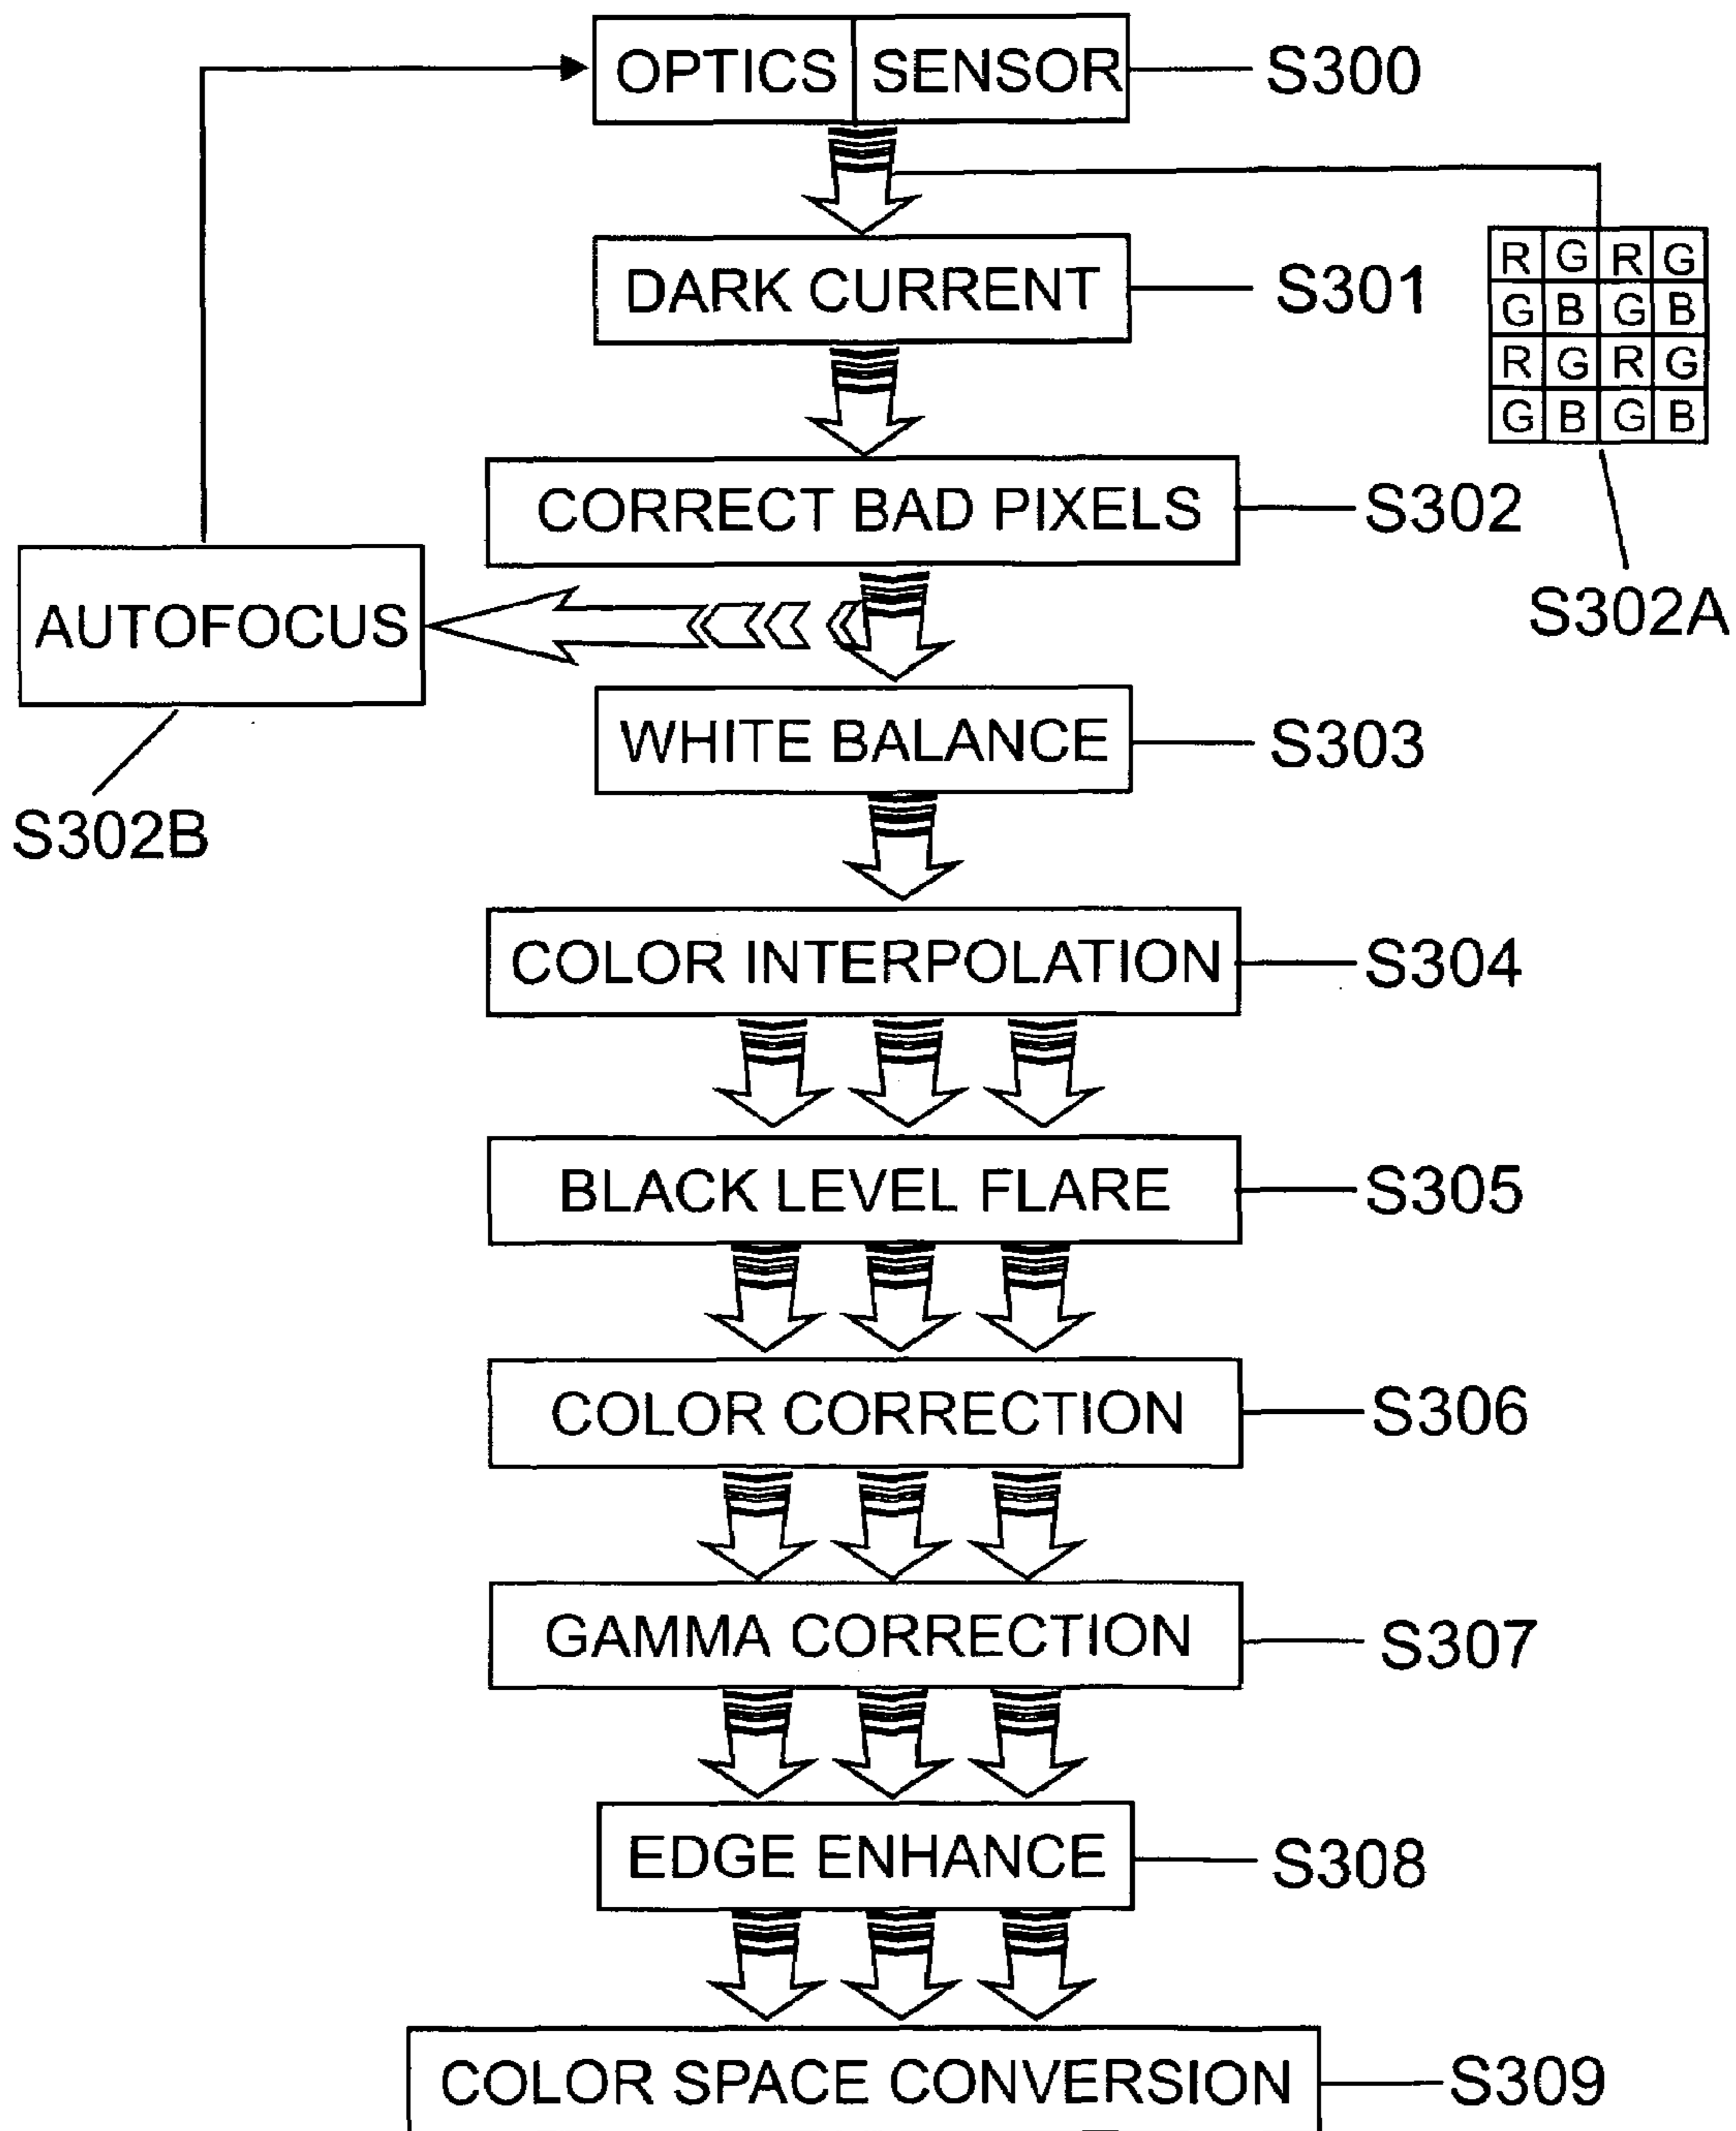 OPTICS SENSOR S300
DARK CURRENT S301
R G R G
G B G B
R G R G
G B G B
CORRECT BAD PIXELS S302
S302A
AUTOFOCUS
S302B
WHITE BALANCE S303
COLOR INTERPOLATION S304
BLACK LEVEL FLARE S305
COLOR CORRECTION S306
GAMMA CORRECTION S307
EDGE ENHANCE S308
COLOR SPACE CONVERSION S309